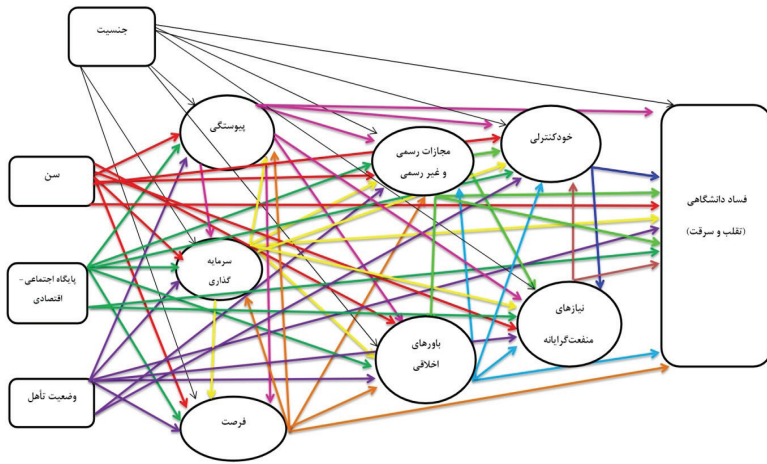 جنسیت
پیوستگی
خودکنترلی
مجازات رسمی
و غیر رسمی
سن
فساد دانشگاهی
(تقلب و سرقت)
سرمایه
گذاری
پایگاه اجتماعی–
اقتصادی
نیازهای
منفعت‌گرایانه
باورهای
اخلاقی
وضعیت تأهل
فرصت